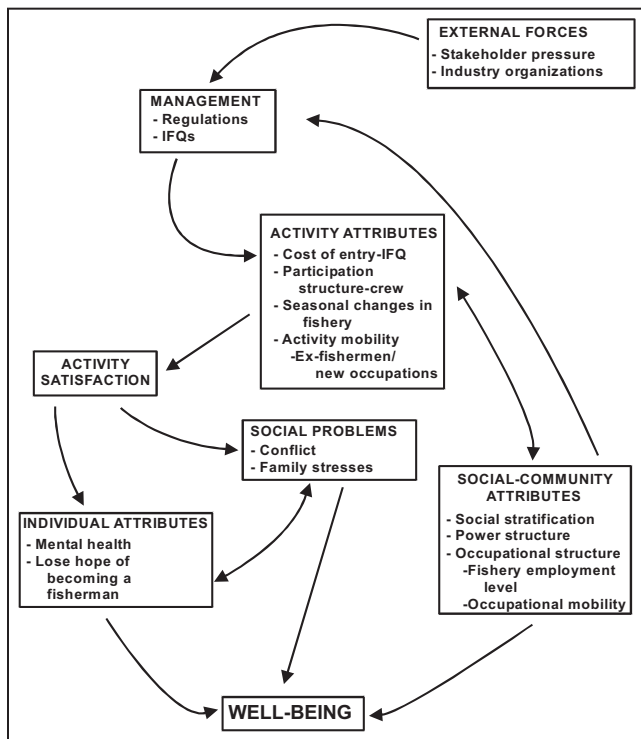 EXTERNAL FORCES
- Stakeholder pressure
- Industry organizations
MANAGEMENT
- Regulations
- IFQs
ACTIVITY ATTRIBUTES
- Cost of entry-IFQ
- Participation
structure-crew
- Seasonal changes in
fishery
- Activity mobility
-Ex-fishermen/
new occupations
ACTIVITY
SATISFACTION
SOCIAL PROBLEMS
- Conflict
- Family stresses
SOCIAL-COMMUNITY
ATTRIBUTES
- Social stratification
- Power structure
- Occupational structure
-Fishery employment
level
-Occupational mobility
INDIVIDUAL ATTRIBUTES
- Mental health
- Lose hope of
becoming a
fisherman
WELL-BEING